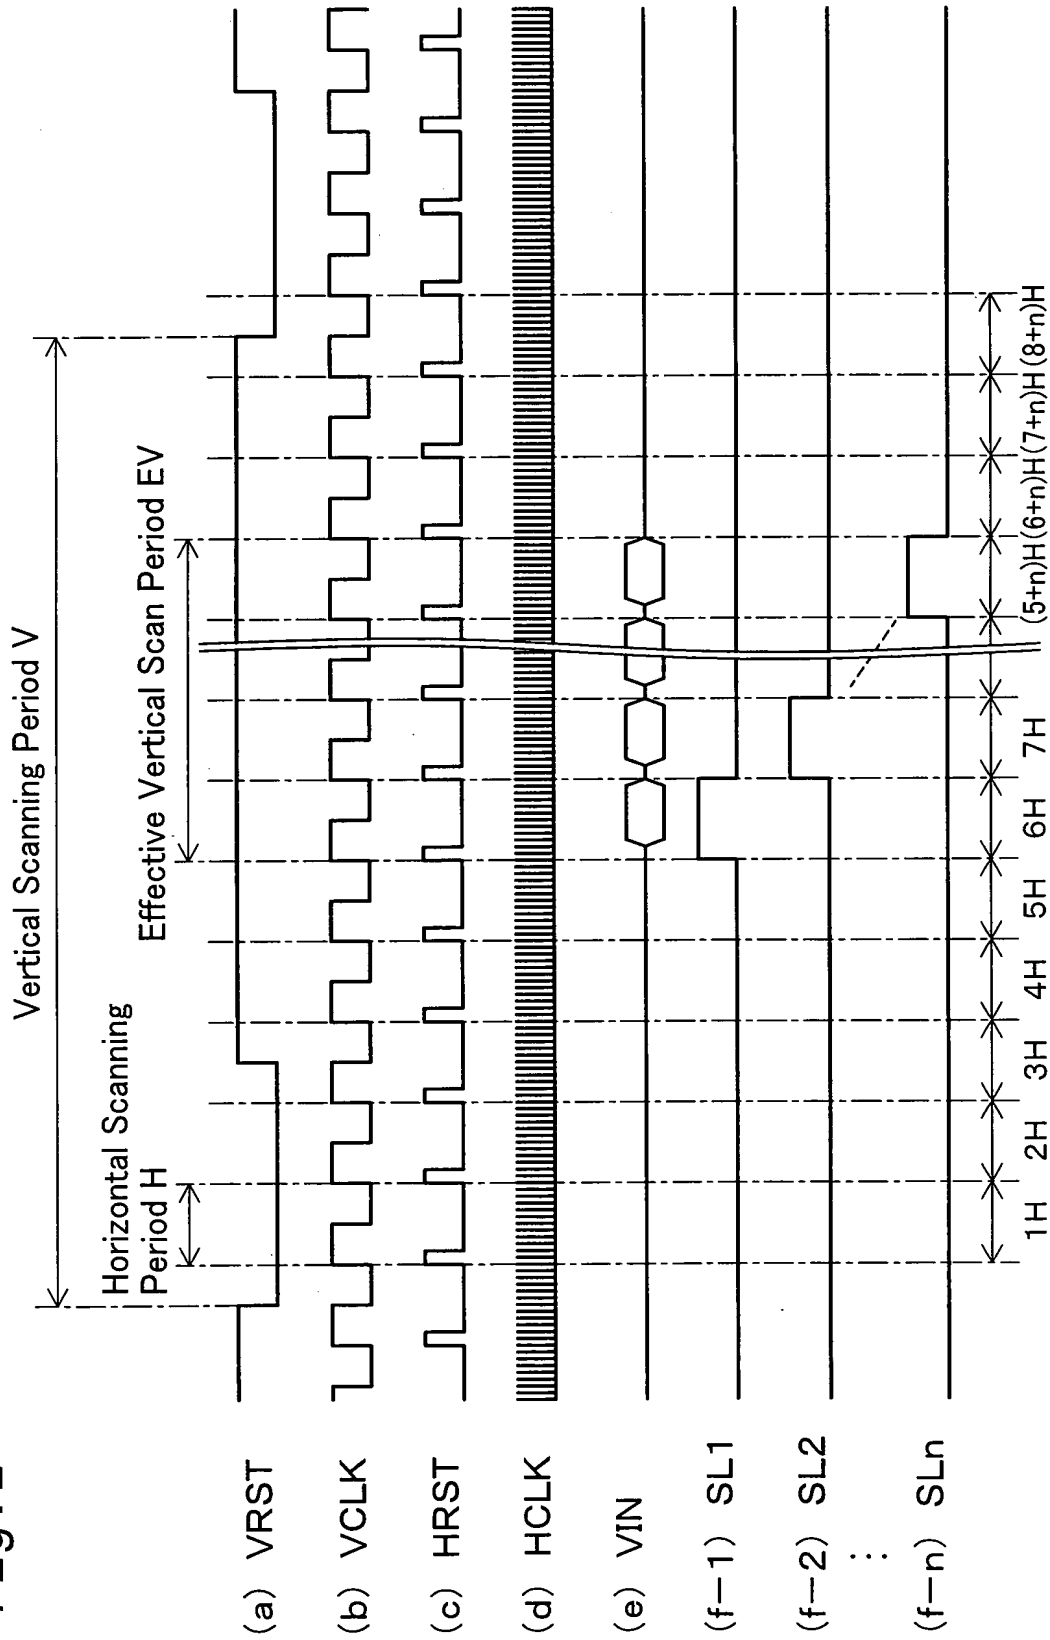 Vertical Scanning Period V
Horizontal Scanning
Period H
Effective Vertical Scan Period EV
(a) VRST
(b) VCLK
(c) HRST
(d) HCLK
(e) VIN
(f-1) SL1
(f-2) SL2
⋮
(f-n) SLn
1H 2H 3H 4H 5H 6H 7H (5+n)H (6+n)H (7+n)H (8+n)H